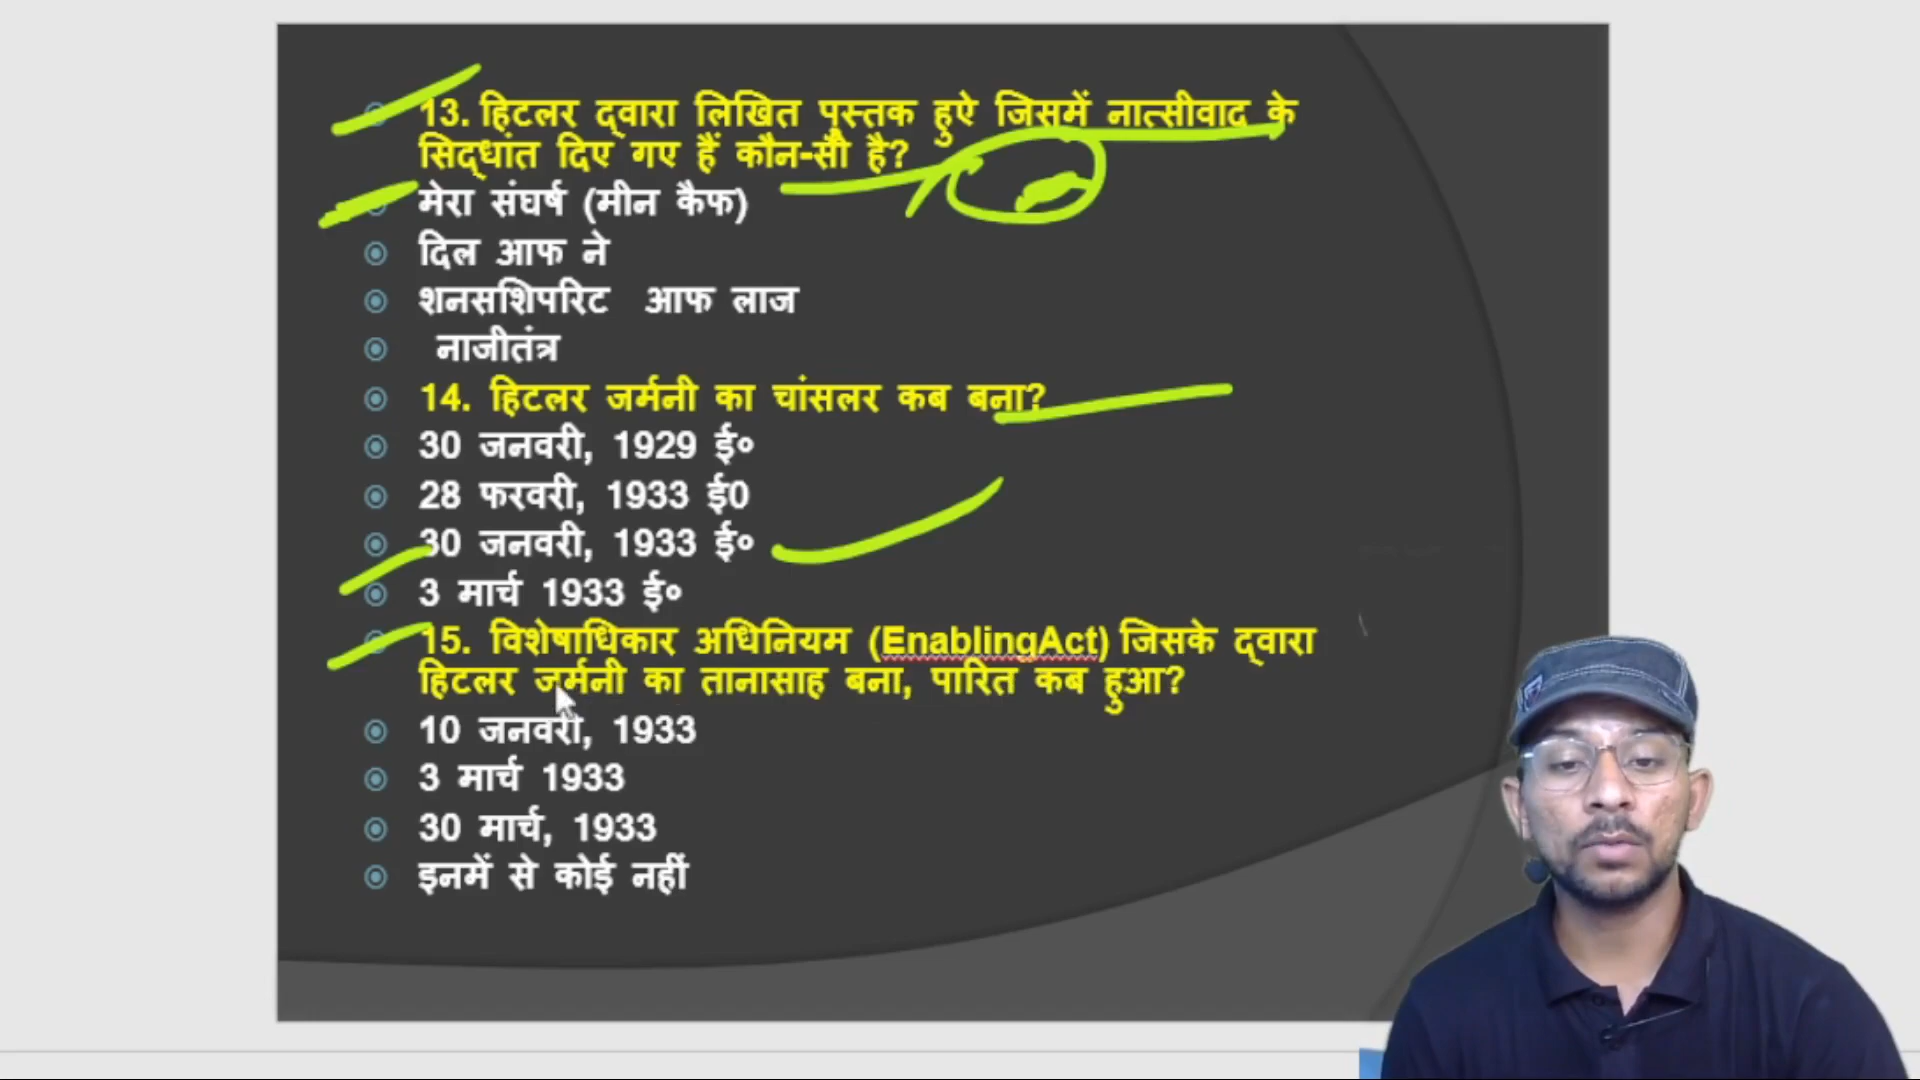 13. हिटलर द्वारा लिखित पुस्तक हुऐ जिसमें नात्सीवाद के
सिद्धांत दिए गए हैं कौन-सी है?
मेरा संघर्ष (मीन कैफ)
दिल आफ ने
शनसशिपरिट आफ लाज
नाजीतंत्र
14. हिटलर जर्मनी का चांसलर कब बना?
30 जनवरी, 1929 ई०
28 फरवरी, 1933 ई0
30 जनवरी, 1933 ई०
3 मार्च 1933 ई०
15. विशेषाधिकार अधिनियम (EnablingAct) जिसके द्वारा
हिटलर जर्मनी का तानासाह बना, पारित कब हुआ?
10 जनवरी, 1933
3 मार्च 1933
30 मार्च, 1933
इनमें से कोई नहीं